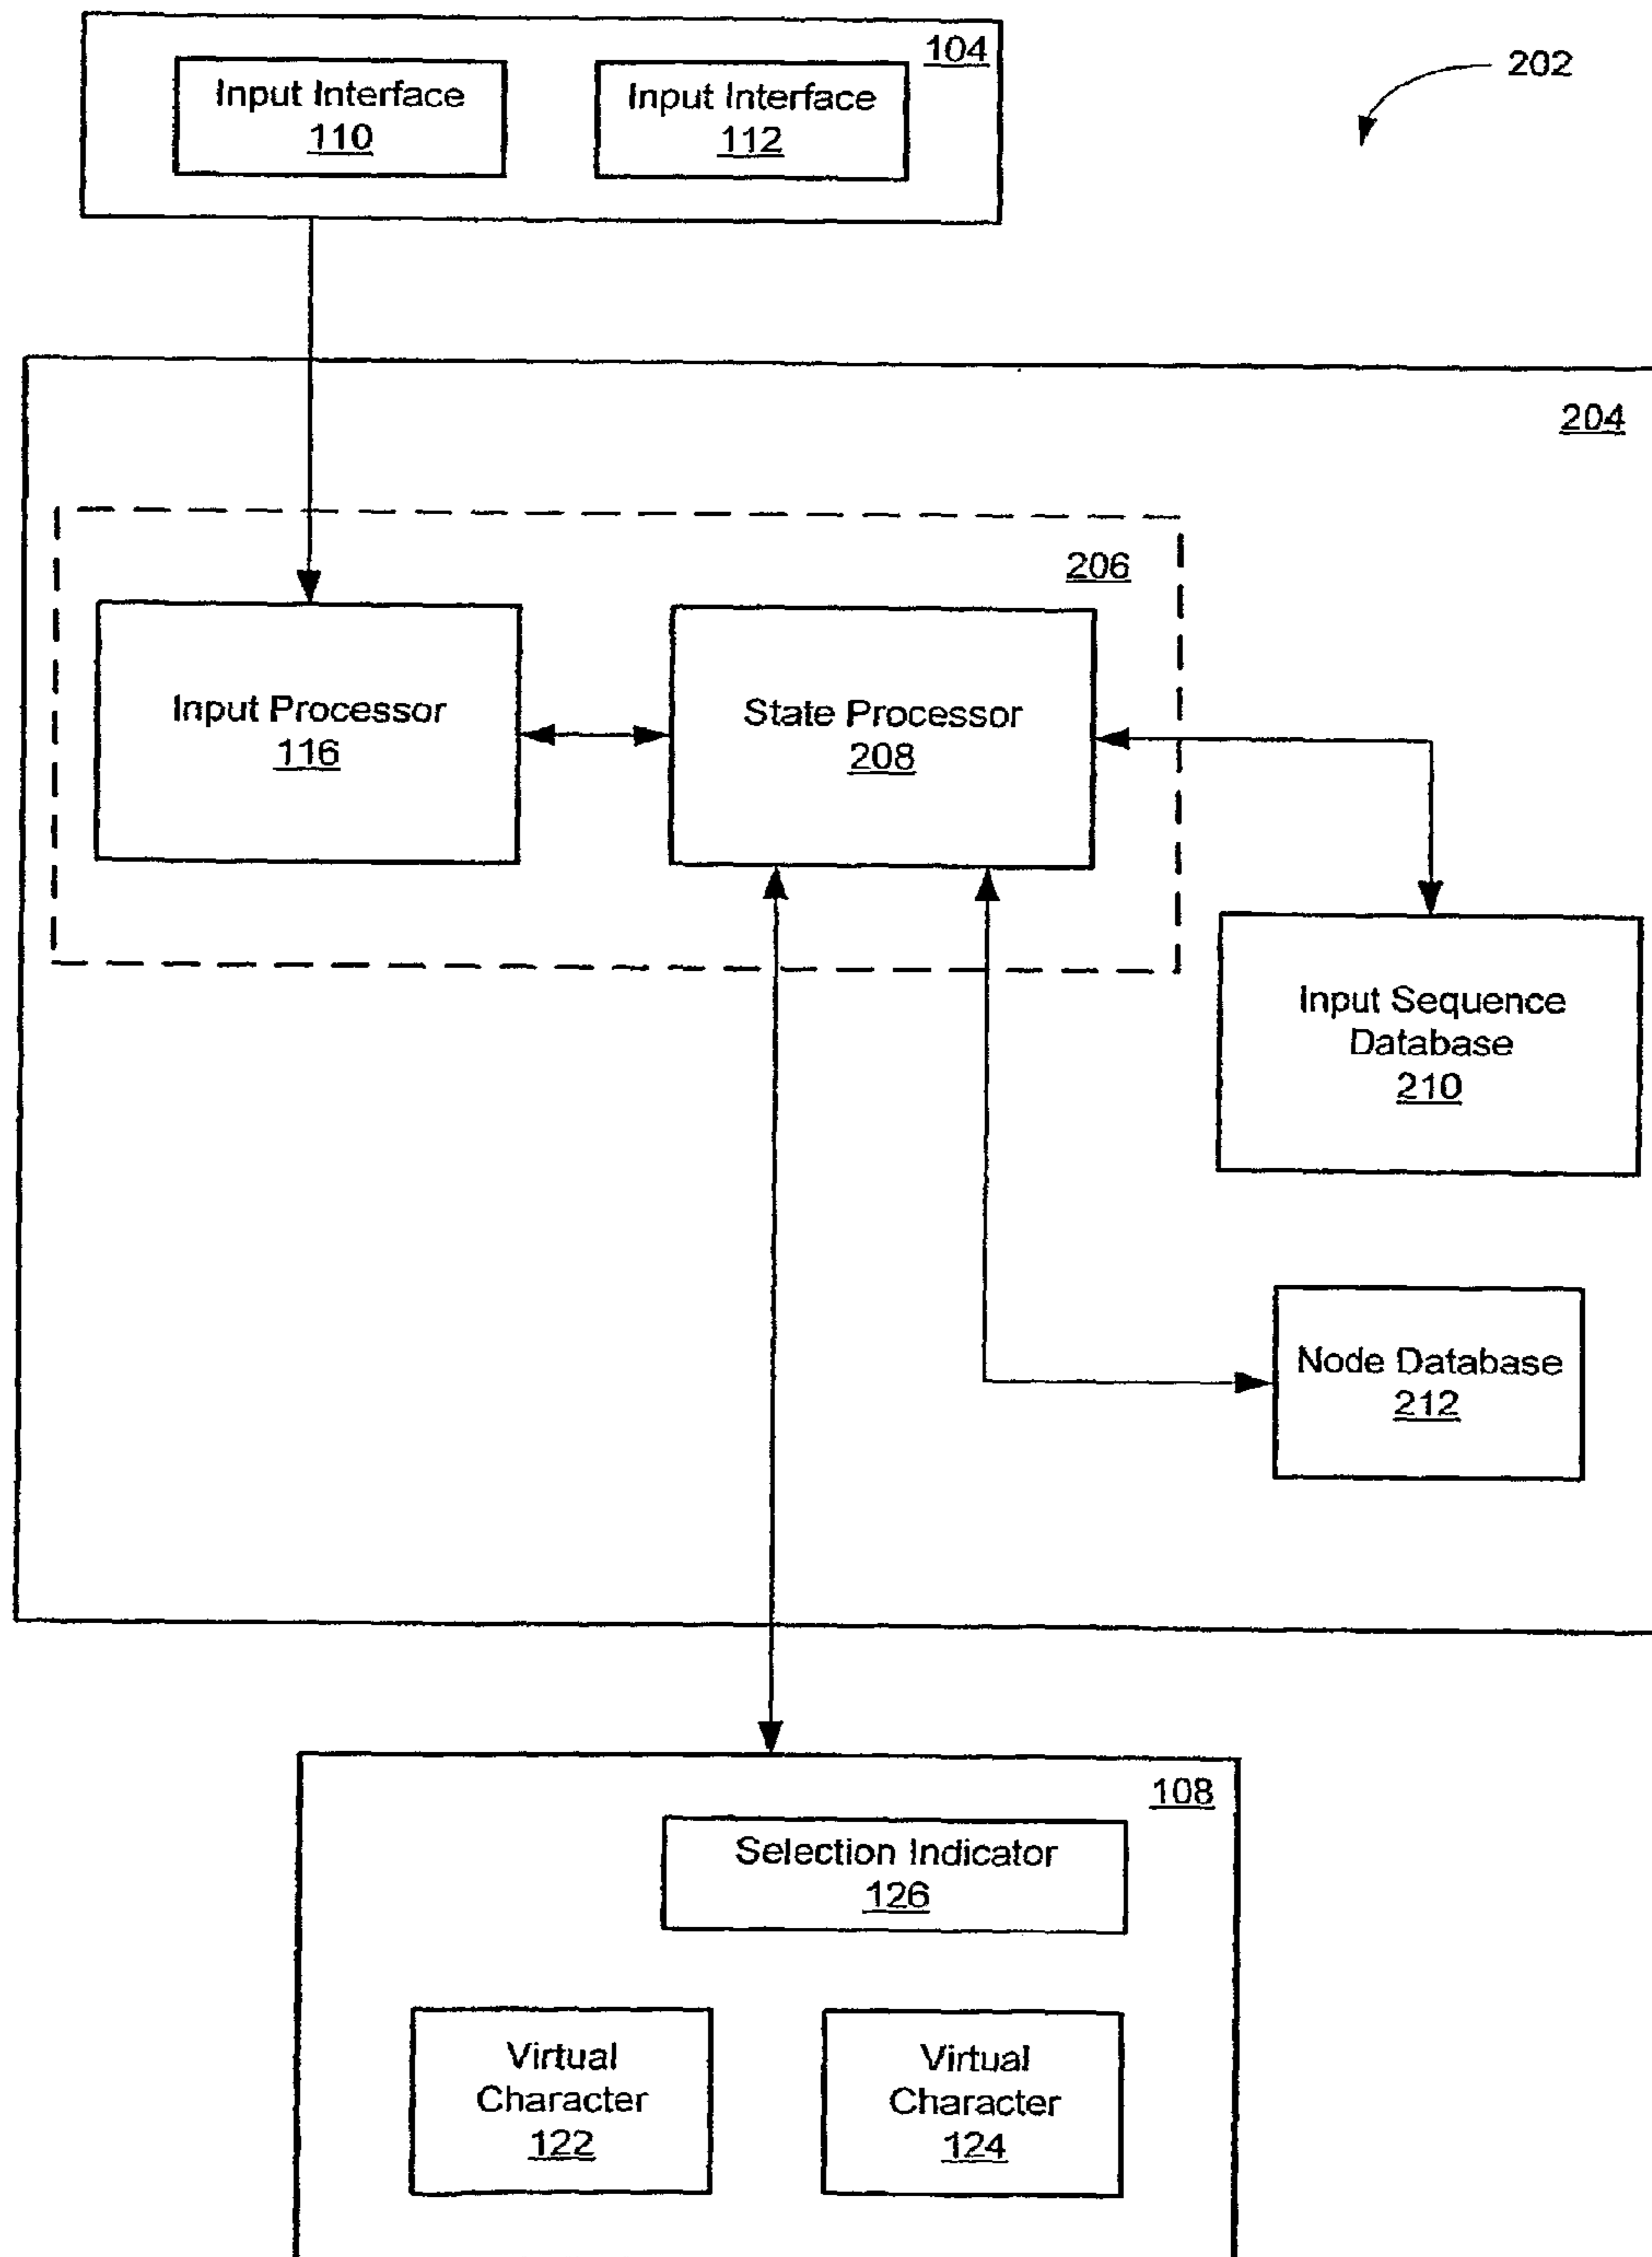 104
202
Input Interface
110
Input Interface
112
204
206
Input Processor
116
State Processor
208
Input Sequence
Database
210
Node Database
212
108
Selection Indicator
126
Virtual
Character
122
Virtual
Character
124